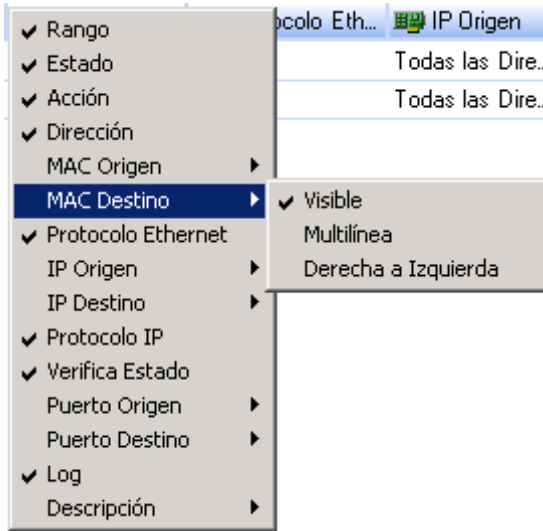 ocolo Eth... IP Origen
Todas las Dire..
Todas las Dire..
Rango
Estado
Acción
Dirección
MAC Origen
MAC Destino
Protocolo Ethernet
IP Origen
IP Destino
Protocolo IP
Verifica Estado
Puerto Origen
Puerto Destino
Log
Descripción
Visible
Multilínea
Derecha a Izquierda